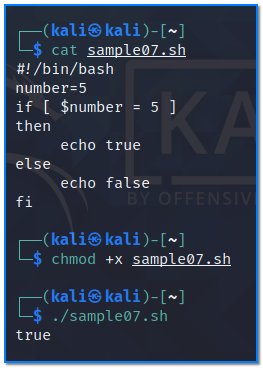 ┌──(kali㉿kali)-[~]
└─$ cat sample07.sh
#!/bin/bash
number=5
if [ $number = 5 ]
then
     echo true
else
     echo false
fi
┌──(kali㉿kali)-[~]
└─$ chmod +x sample07.sh
┌──(kali㉿kali)-[~]
└─$ ./sample07.sh
true
KA
BY OFFENSIV